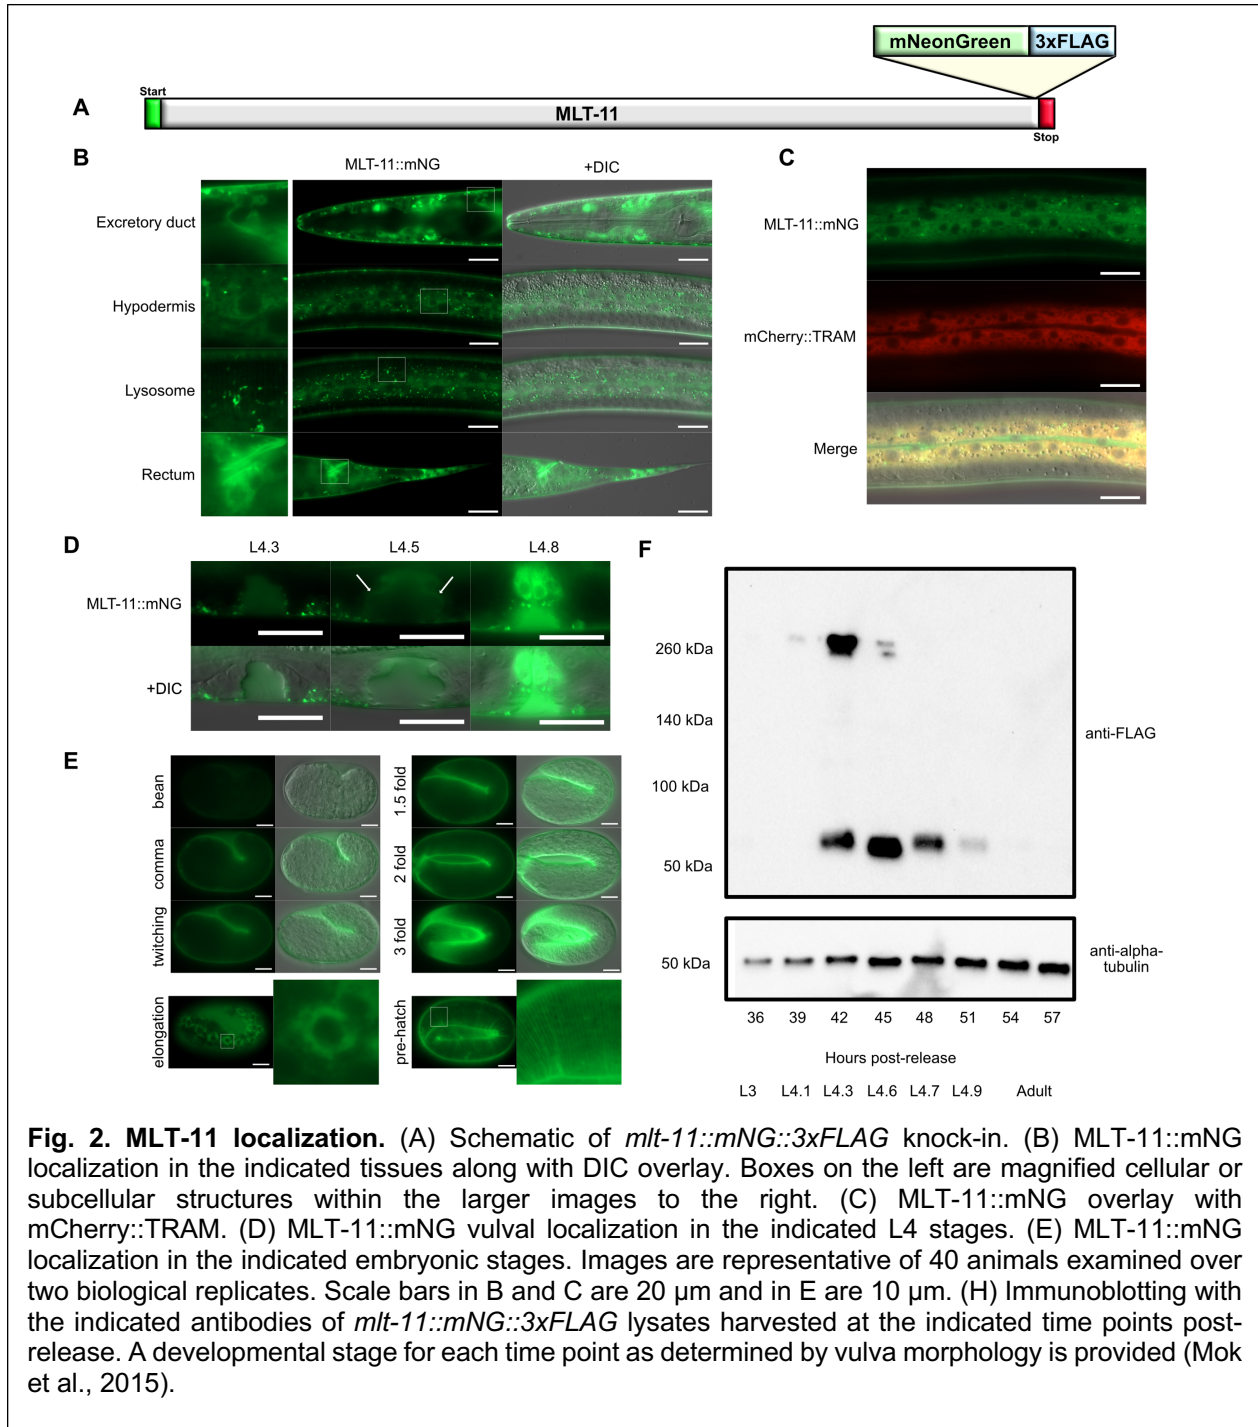 mNeonGreen 3xFLAG
Start
A
MLT-11
Stop
B
MLT-11::mNG +DIC
Excretory duct
Hypodermis
Lysosome
Rectum
C
MLT-11::mNG
mCherry::TRAM
Merge
D
L4.3 L4.5 L4.8
MLT-11::mNG
+DIC
E
bean
comma
twitching
elongation
1.5 fold
2 fold
3 fold
pre-hatch
F
260 kDa
140 kDa
100 kDa
50 kDa
anti-FLAG
50 kDa
anti-alpha-
tubulin
36 39 42 45 48 51 54 57
Hours post-release
L3 L4.1 L4.3 L4.6 L4.7 L4.9 Adult
Fig. 2. MLT-11 localization. (A) Schematic of mlt-11::mNG::3xFLAG knock-in. (B) MLT-11::mNG
localization in the indicated tissues along with DIC overlay. Boxes on the left are magnified cellular or
subcellular structures within the larger images to the right. (C) MLT-11::mNG overlay with
mCherry::TRAM. (D) MLT-11::mNG vulval localization in the indicated L4 stages. (E) MLT-11::mNG
localization in the indicated embryonic stages. Images are representative of 40 animals examined over
two biological replicates. Scale bars in B and C are 20 μm and in E are 10 μm. (H) Immunoblotting with
the indicated antibodies of mlt-11::mNG::3xFLAG lysates harvested at the indicated time points post-
release. A developmental stage for each time point as determined by vulva morphology is provided (Mok
et al., 2015).